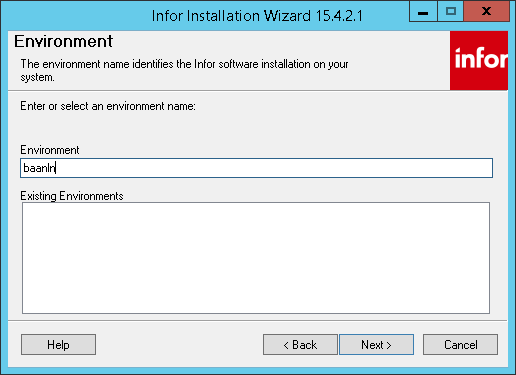 Infor Installation Wizard 15.4.2.1
Environment
The environment name identifies the Infor software installation on your
system.
infor
Enter or select an environment name:
Environment
baanln
Existing Environments
Help
< Back
Next >
Cancel